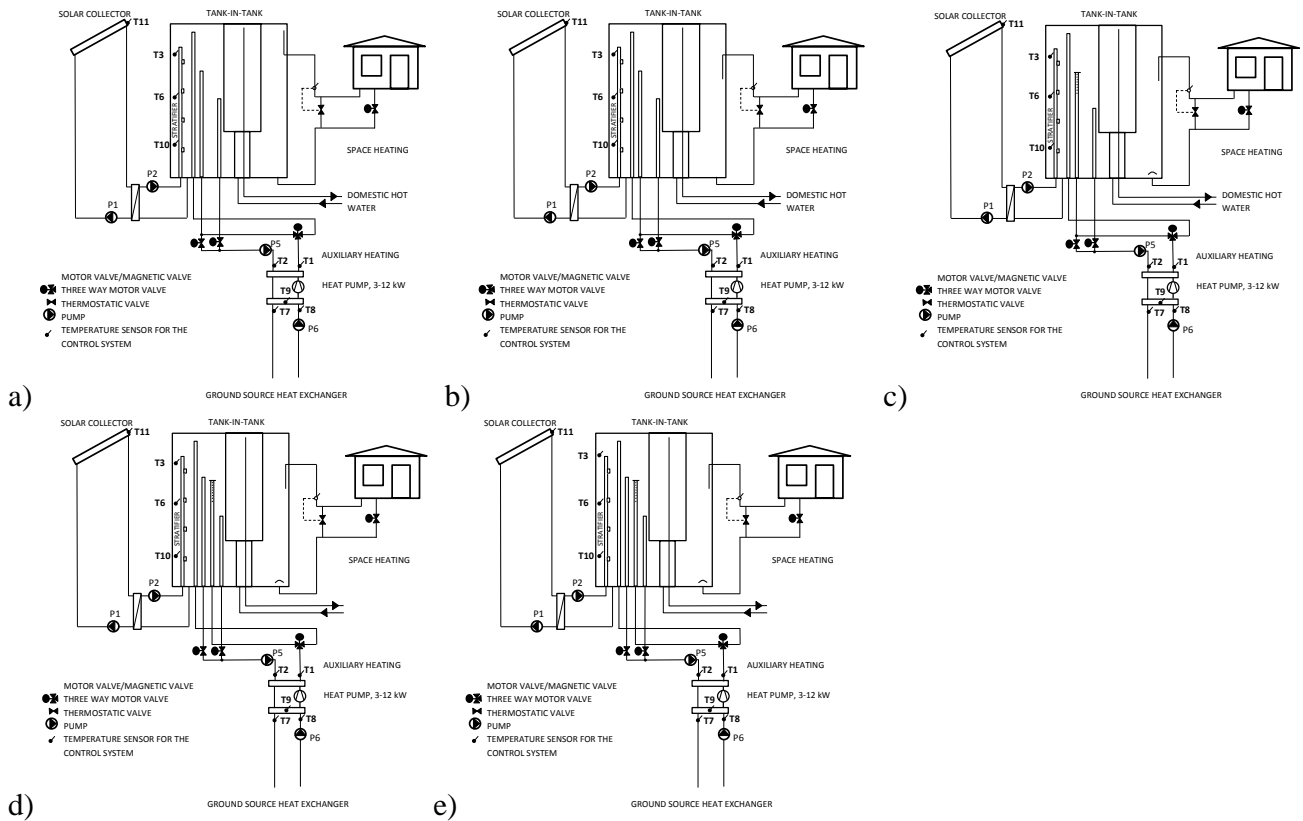 SOLAR COLLECTOR
T11
TANK-IN-TANK
T3
T6
STRATIFIER
T10
P2
P1
SPACE HEATING
DOMESTIC HOT
WATER
P5
AUXILIARY HEATING
T2
T1
MOTOR VALVE/MAGNETIC VALVE
THREE WAY MOTOR VALVE
T9
HEAT PUMP, 3-12 kW
THERMOSTATIC VALVE
PUMP
T7
T8
TEMPERATURE SENSOR FOR THE
P6
CONTROL SYSTEM
GROUND SOURCE HEAT EXCHANGER
a)
SOLAR COLLECTOR
T11
TANK-IN-TANK
T3
T6
STRATIFIER
T10
P2
P1
SPACE HEATING
DOMESTIC HOT
WATER
P5
AUXILIARY HEATING
T2
T1
MOTOR VALVE/MAGNETIC VALVE
THREE WAY MOTOR VALVE
T9
HEAT PUMP, 3-12 kW
THERMOSTATIC VALVE
PUMP
T7
T8
TEMPERATURE SENSOR FOR THE
P6
CONTROL SYSTEM
GROUND SOURCE HEAT EXCHANGER
b)
SOLAR COLLECTOR
T11
TANK-IN-TANK
T3
T6
STRATIFIER
T10
P2
P1
SPACE HEATING
DOMESTIC HOT
WATER
P5
AUXILIARY HEATING
T2
T1
MOTOR VALVE/MAGNETIC VALVE
THREE WAY MOTOR VALVE
T9
HEAT PUMP, 3-12 kW
THERMOSTATIC VALVE
PUMP
T7
T8
TEMPERATURE SENSOR FOR THE
P6
CONTROL SYSTEM
GROUND SOURCE HEAT EXCHANGER
c)
SOLAR COLLECTOR
T11
TANK-IN-TANK
T3
T6
STRATIFIER
T10
SPACE HEATING
P2
P1
P5
AUXILIARY HEATING
T2
T1
MOTOR VALVE/MAGNETIC VALVE
THREE WAY MOTOR VALVE
T9
HEAT PUMP, 3-12 kW
THERMOSTATIC VALVE
PUMP
T7
T8
TEMPERATURE SENSOR FOR THE
P6
CONTROL SYSTEM
GROUND SOURCE HEAT EXCHANGER
d)
SOLAR COLLECTOR
T11
TANK-IN-TANK
T3
T6
STRATIFIER
T10
SPACE HEATING
P2
P1
P5
AUXILIARY HEATING
T2
T1
MOTOR VALVE/MAGNETIC VALVE
THREE WAY MOTOR VALVE
T9
HEAT PUMP, 3-12 kW
THERMOSTATIC VALVE
PUMP
T7
T8
TEMPERATURE SENSOR FOR THE
P6
CONTROL SYSTEM
GROUND SOURCE HEAT EXCHANGER
e)